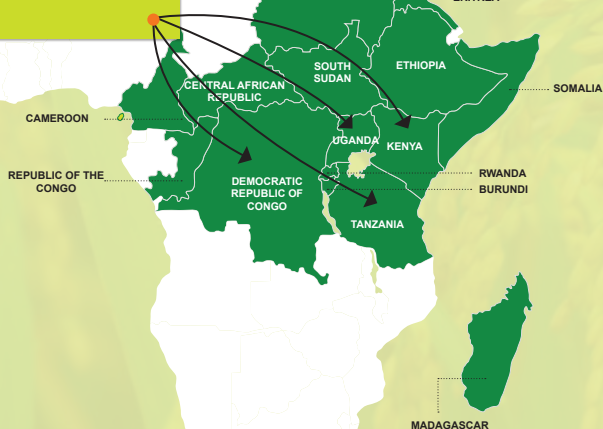 ERITREA
SOUTH
SUDAN
ETHIOPIA
SOMALIA
CENTRAL AFRICAN
REPUBLIC
CAMEROON
UGANDA
KENYA
REPUBLIC OF THE
CONGO
DEMOCRATIC
REPUBLIC OF
CONGO
RWANDA
BURUNDI
TANZANIA
MADAGASCAR